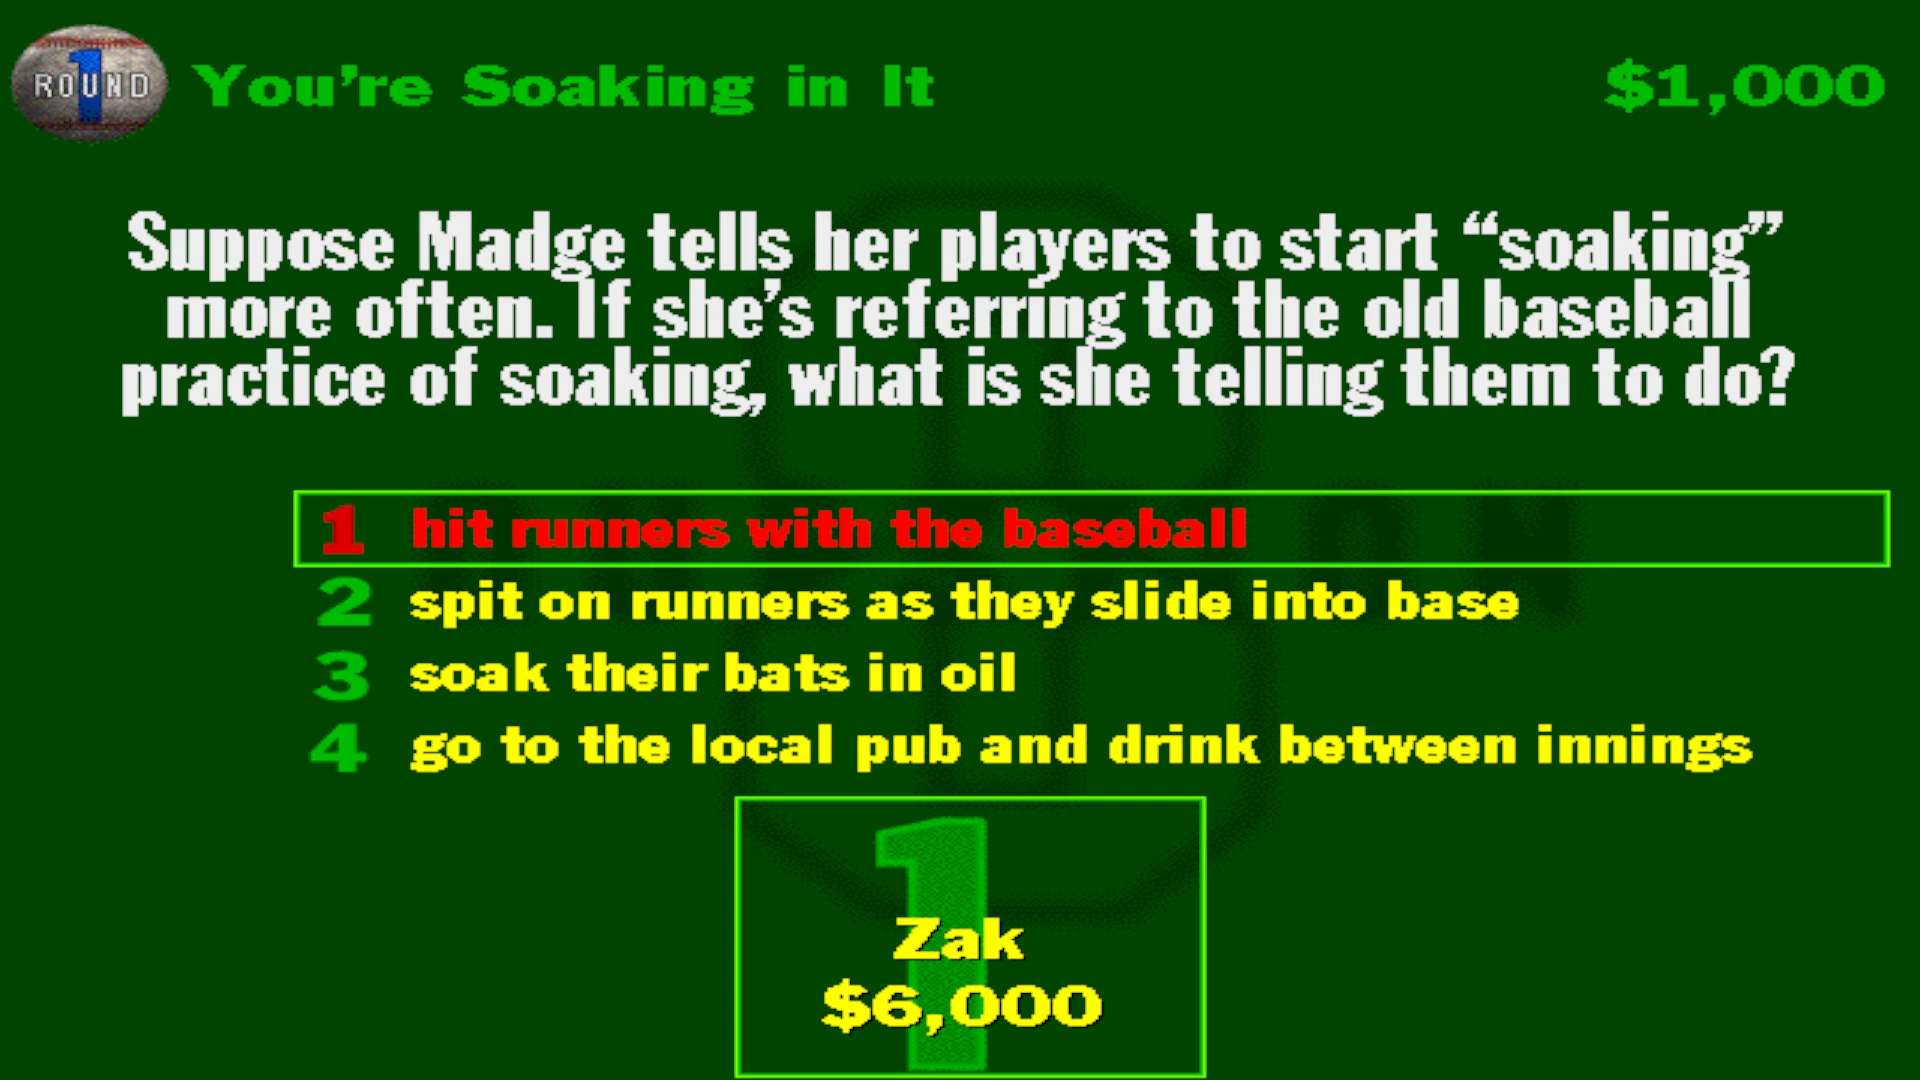 1
ROUND
You're Soaking in It
$1,000
Suppose Madge tells her players to start “soaking”
more often. If she's referring to the old baseball
practice of soaking, what is she telling them to do?
1 hit runners with the baseball
2 spit on runners as they slide into base
3 soak their bats in oil
4 go to the local pub and drink between innings
1
Zak
$6,000